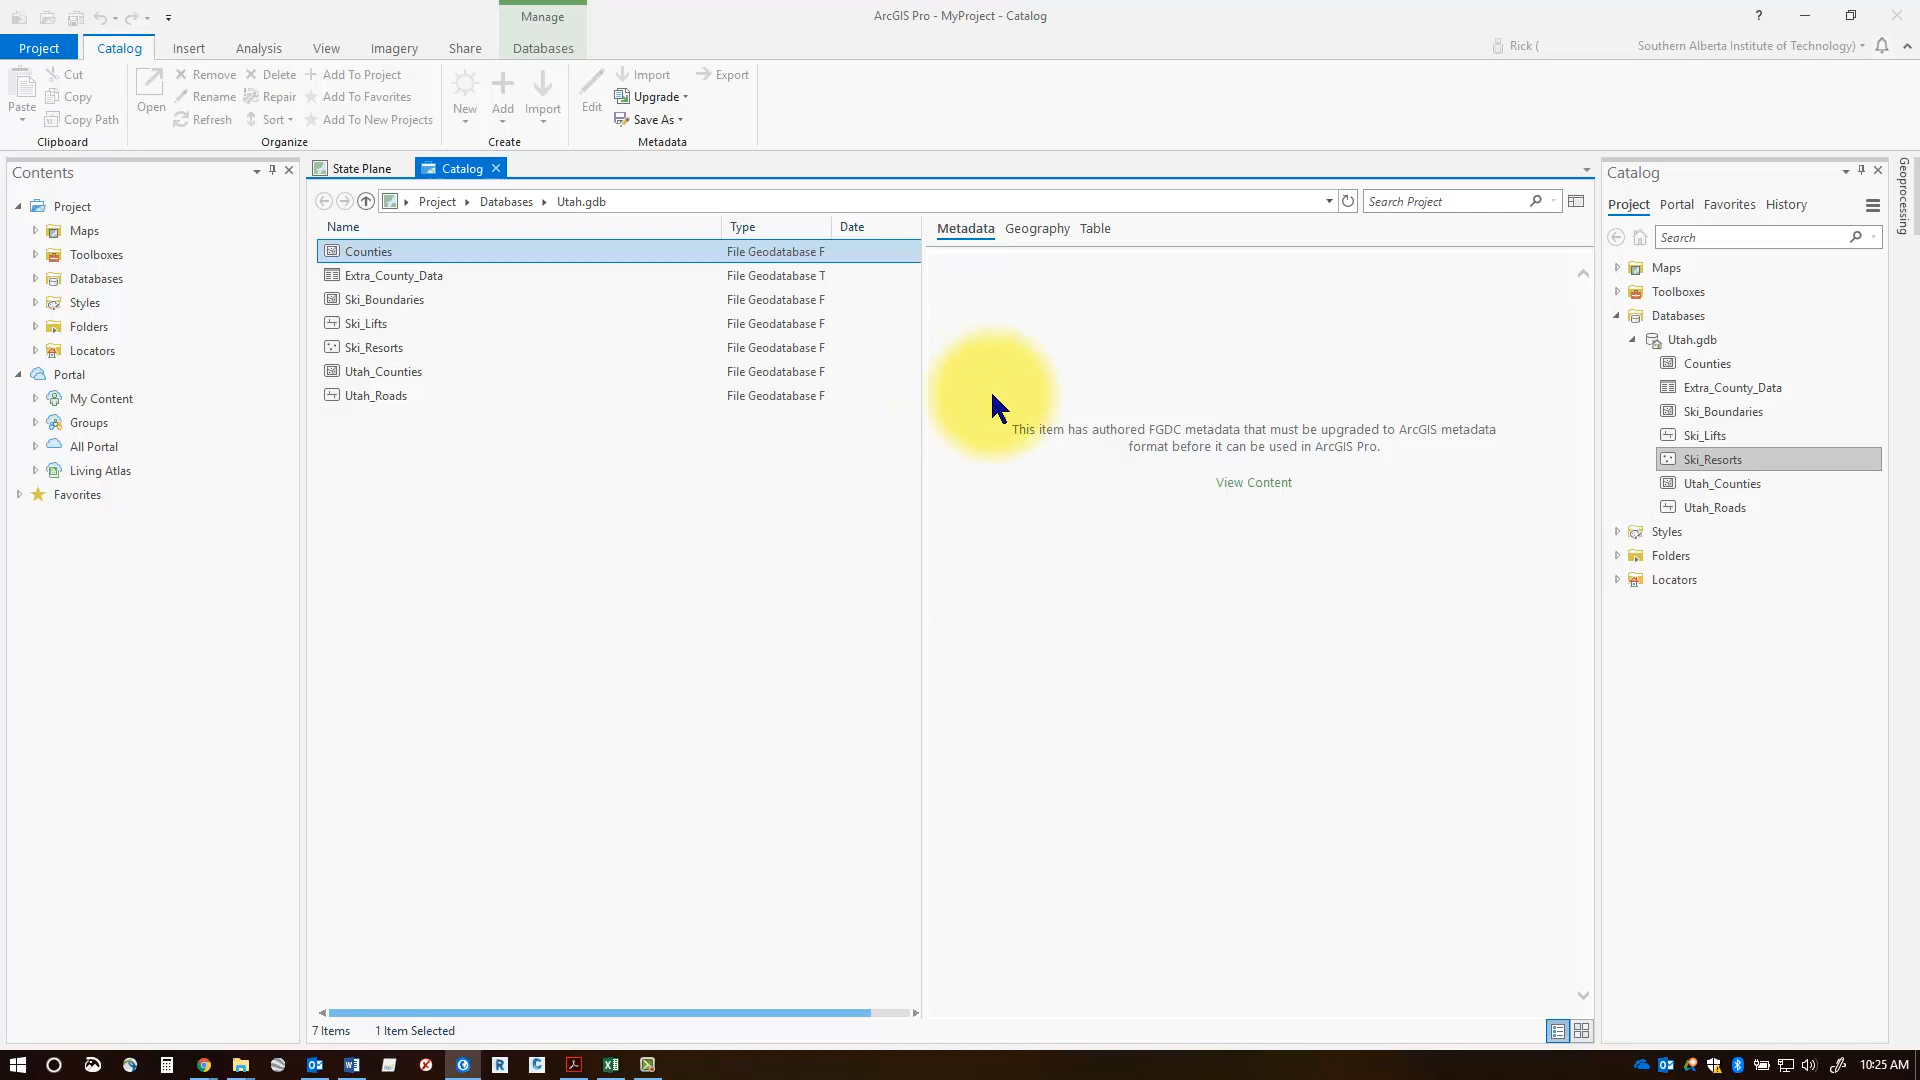 Manage
ArcGIS Pro - MyProject - Catalog
?
Project
Catalog
Insert
Analysis
View
Imagery
Share
Databases
Rick (
Southern Alberta Institute of Technology)
Paste
Cut
Copy
Copy Path
Clipboard
Open
Remove
Rename
Refresh
Delete
Repair
Sort
Add To Project
Add To Favorites
Add To New Projects
Organize
New
Add
Import
Create
Edit
Import
Upgrade
Save As
Export
Metadata
Contents
Project
Maps
Toolboxes
Databases
Styles
Folders
Locators
Portal
My Content
Groups
All Portal
Living Atlas
Favorites
State Plane
Catalog
Project
Databases
Utah.gdb
Search Project
Name Type Date
Counties File Geodatabase F
Extra_County_Data File Geodatabase T
Ski_Boundaries File Geodatabase F
Ski_Lifts File Geodatabase F
Ski_Resorts File Geodatabase F
Utah_Counties File Geodatabase F
Utah_Roads File Geodatabase F
7 Items 1 Item Selected
Metadata Geography Table
This item has authored FGDC metadata that must be upgraded to ArcGIS metadata
format before it can be used in ArcGIS Pro.
View Content
Catalog
Project Portal Favorites History
Search
Maps
Toolboxes
Databases
Utah.gdb
Counties
Extra_County_Data
Ski_Boundaries
Ski_Lifts
Ski_Resorts
Utah_Counties
Utah_Roads
Styles
Folders
Locators
Geoprocessing
10:25 AM